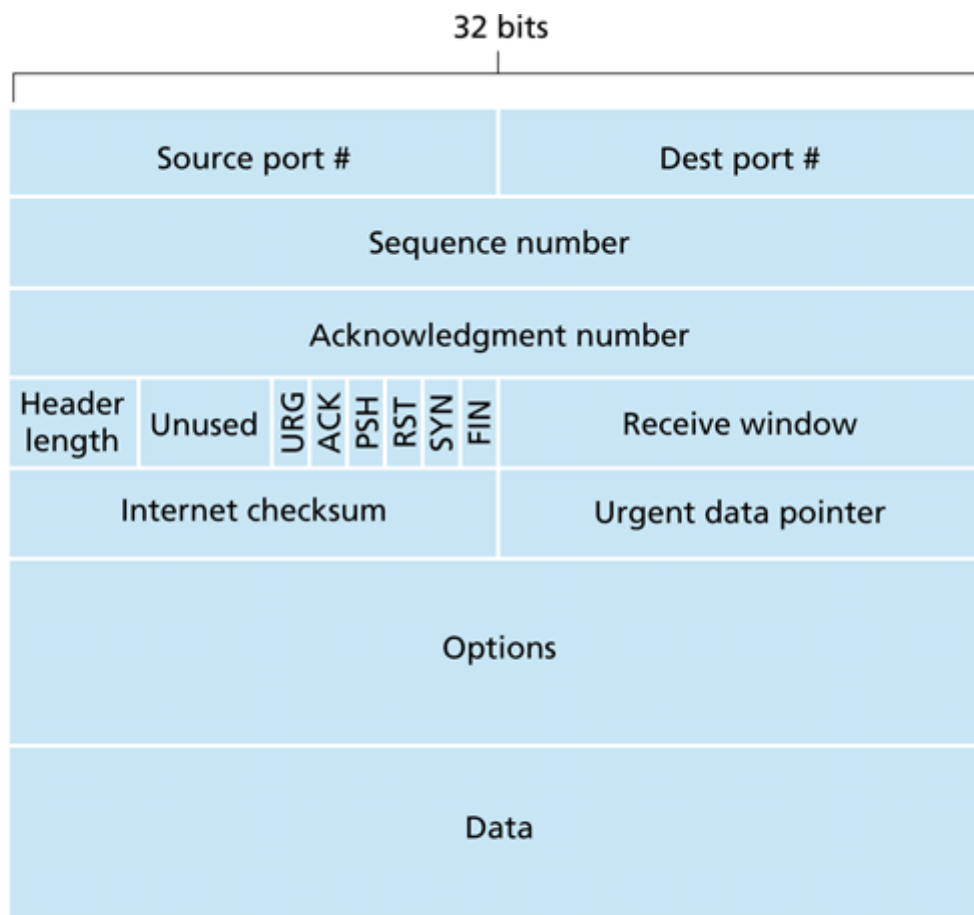 32 bits
Source port #
Dest port #
Sequence number
Acknowledgment number
Header
length
Unused
URG
ACK
PSH
RST
SYN
FIN
Receive window
Internet checksum
Urgent data pointer
Options
Data